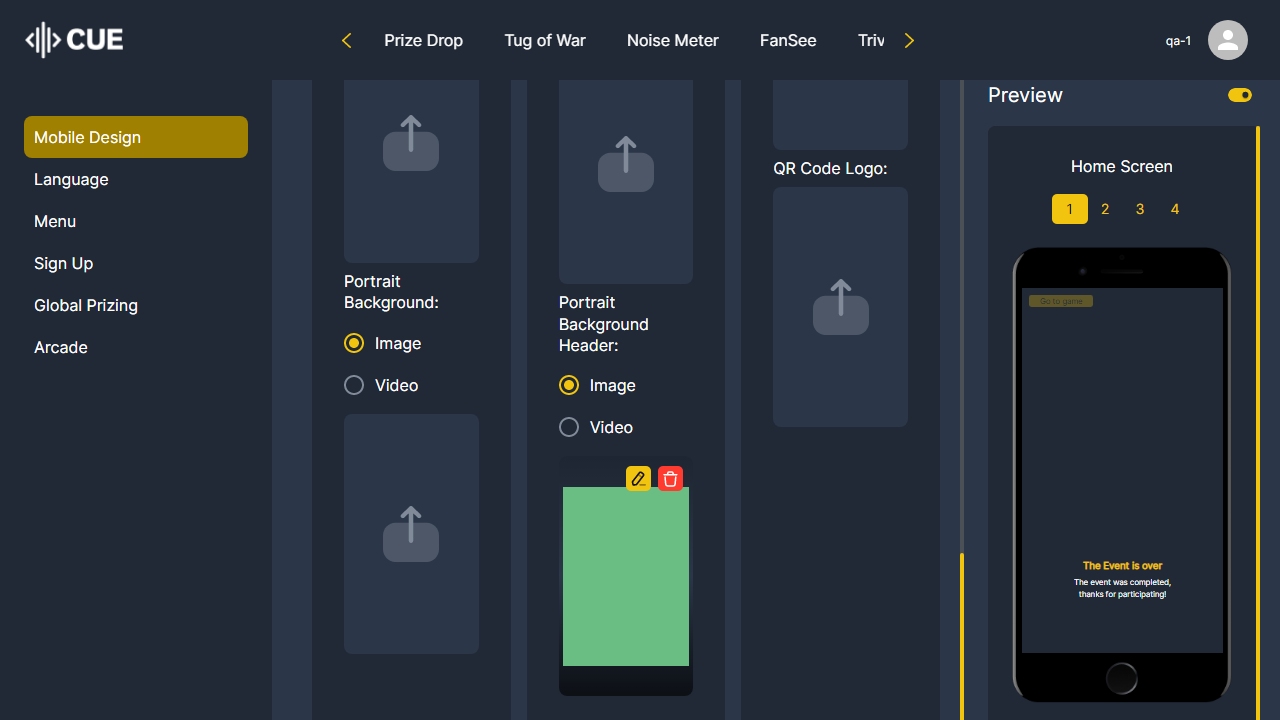 CUE
Prize Drop
Tug of War
Noise Meter
FanSee
Triv
qa-1
Mobile Design
Language
Menu
Sign Up
Global Prizing
Arcade
Portrait
Background:
Image
Video
Portrait
Background
Header:
Image
Video
QR Code Logo:
Preview
Home Screen
1 2 3 4
Go to game
The Event is over
The event was completed,
thanks for participating!